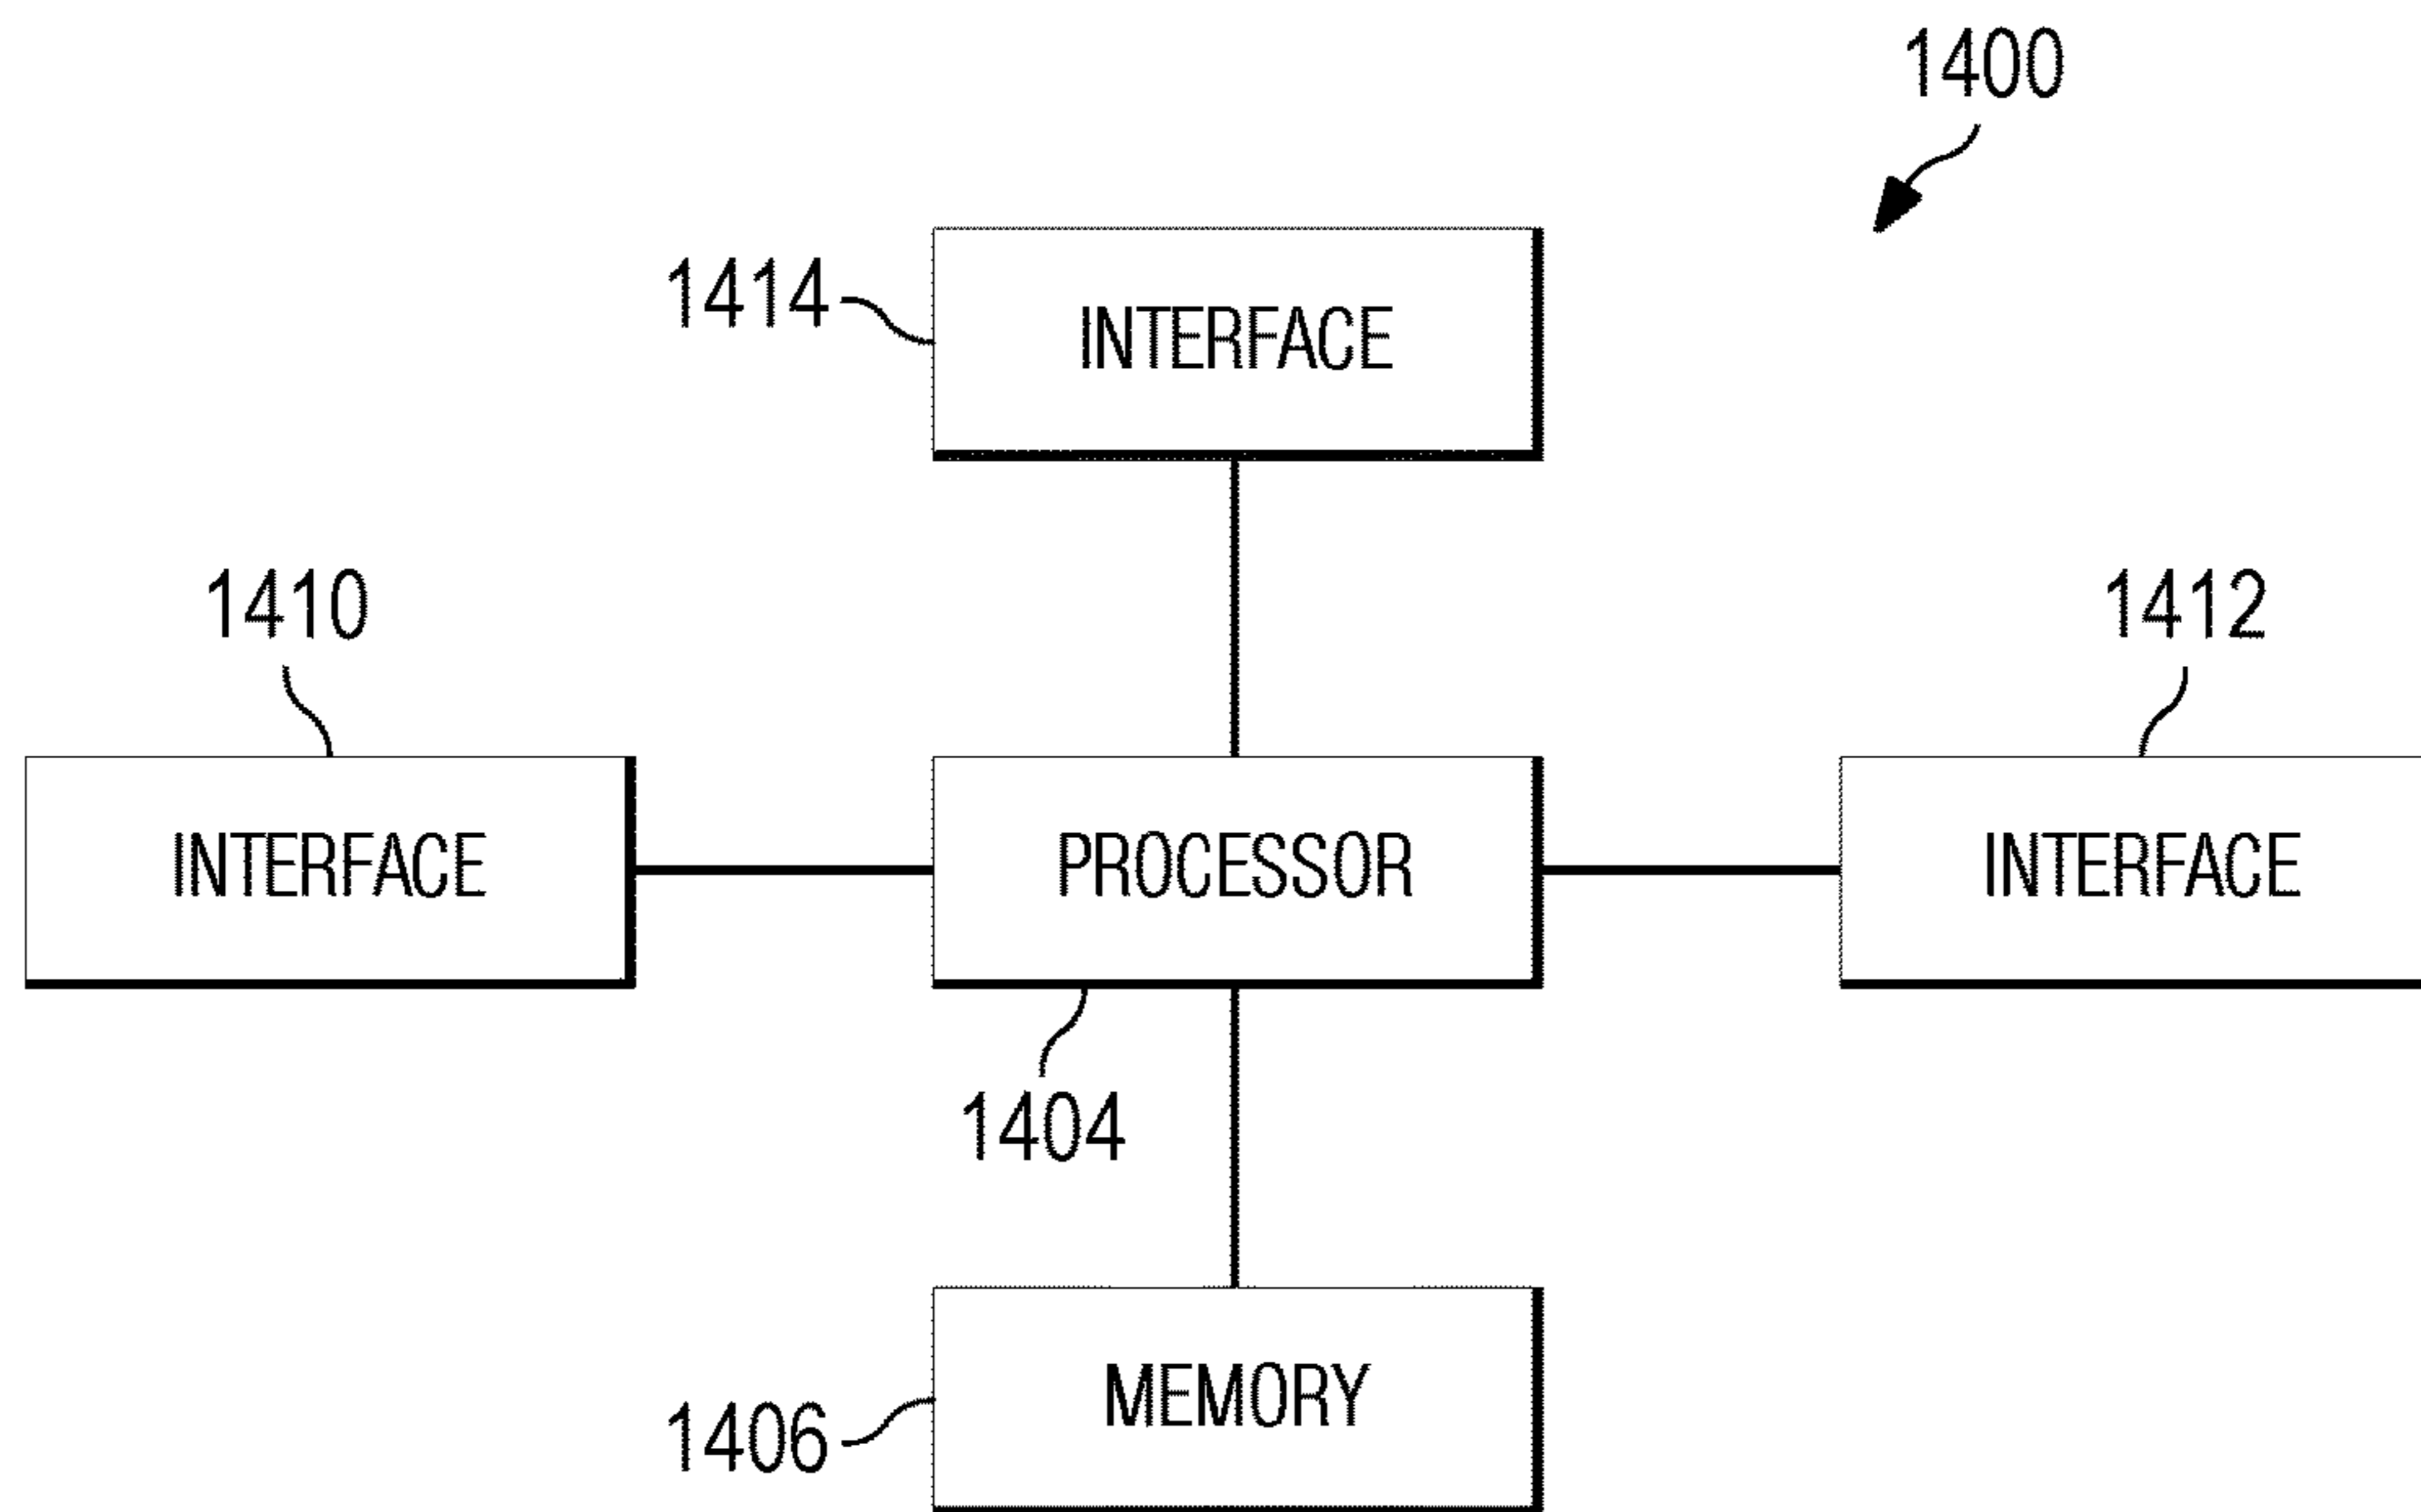 1400
1414
INTERFACE
1410
1412
INTERFACE
PROCESSOR
INTERFACE
1404
MEMORY
1406